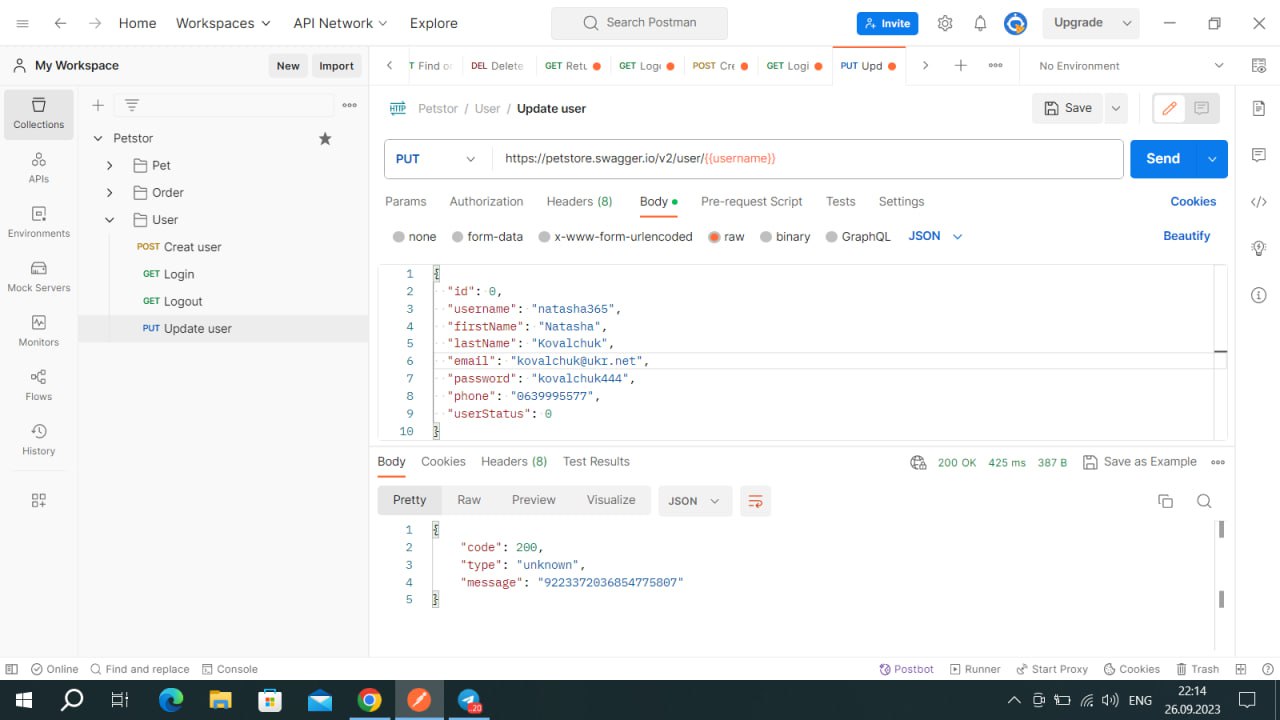 Home Workspaces API Network Explore Search Postman Invite Upgrade
My Workspace New Import
DEL Delete GET Retu POST Cre GET Logi PUT Upd No Environment
Collections
APIs
Environments
Mock Servers
Monitors
Flows
History
Petstor
Pet
Order
User
POST Creat user
GET Login
GET Logout
PUT Update user
HTTP Petstor / User / Update user Save
PUT https://petstore.swagger.io/v2/user/{{username}} Send
Params Authorization Headers (8) Body Pre-request Script Tests Settings Cookies
none form-data x-www-form-urlencoded raw binary GraphQL JSON Beautify
1 {
2 "id": 0,
3 "username": "natasha365",
4 "firstName": "Natasha",
5 "lastName": "Kovalchuk",
6 "email": "kovalchuk@ukr.net",
7 "password": "kovalchuk444",
8 "phone": "0639995577",
9 "userStatus": 0
10 }
Body Cookies Headers (8) Test Results 200 OK 425 ms 387 B Save as Example
Pretty Raw Preview Visualize JSON
1 {
2 "code": 200,
3 "type": "unknown",
4 "message": "9223372036854775807"
5 }
Online Find and replace Console Postbot Runner Start Proxy Cookies Trash
20 ENG 22:14
26.09.2023